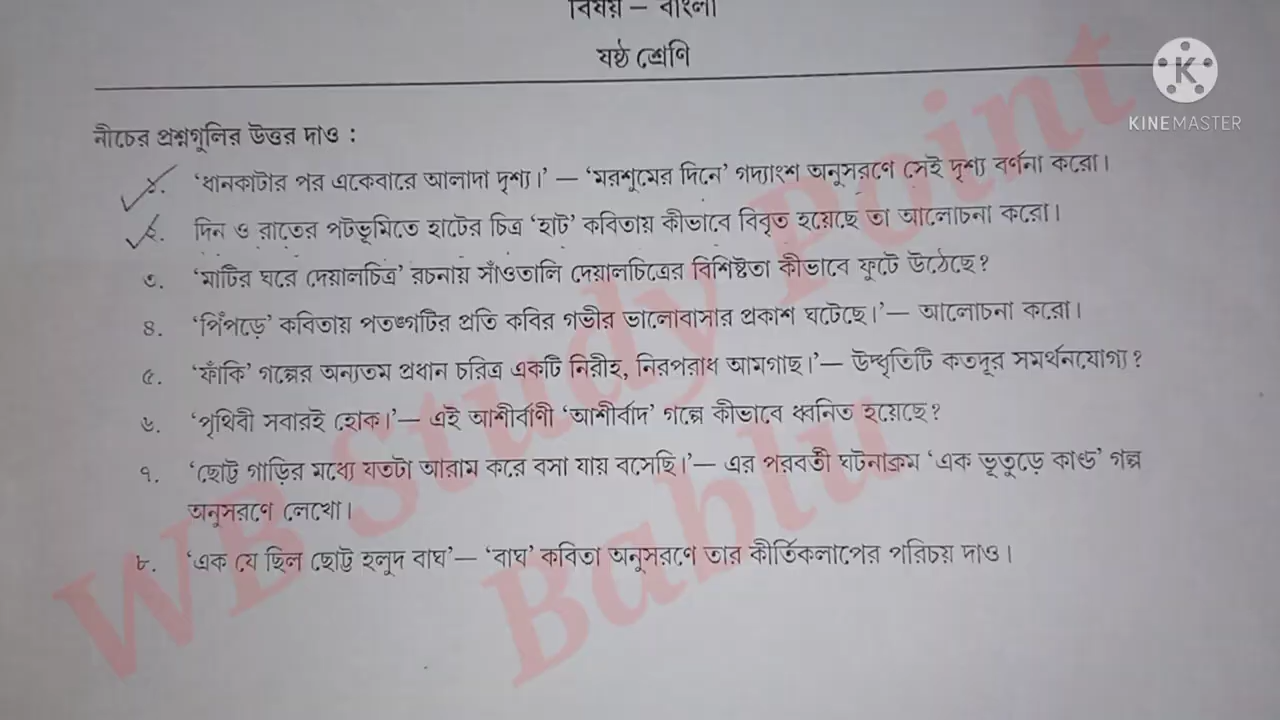 বিষয় – বাংলা
ষষ্ঠ শ্রেণি
K
KINEMASTER
নীচের প্রশ্নগুলির উত্তর দাও :
১. ‘ধানকাটার পর একেবারে আলাদা দৃশ্য।’ — ‘মরশুমের দিনে’ গদ্যাংশ অনুসরণে সেই দৃশ্য বর্ণনা করো।
২. দিন ও রাতের পটভূমিতে হাটের চিত্র ‘হাট’ কবিতায় কীভাবে বিবৃত হয়েছে তা আলোচনা করো।
৩. ‘মাটির ঘরে দেয়ালচিত্র’ রচনায় সাঁওতালি দেয়ালচিত্রের বিশিষ্টতা কীভাবে ফুটে উঠেছে?
৪. ‘পিঁপড়ে’ কবিতায় পতঙ্গটির প্রতি কবির গভীর ভালোবাসার প্রকাশ ঘটেছে।’— আলোচনা করো।
৫. ‘ফাঁকি’ গল্পের অন্যতম প্রধান চরিত্র একটি নিরীহ, নিরপরাধ আমগাছ।’— উদ্ধৃতিটি কতদূর সমর্থনযোগ্য?
৬. ‘পৃথিবী সবারই হোক।’— এই আশীর্বাণী ‘আশীর্বাদ’ গল্পে কীভাবে ধ্বনিত হয়েছে?
৭. ‘ছোট্ট গাড়ির মধ্যে যতটা আরাম করে বসা যায় বসেছি।’— এর পরবর্তী ঘটনাক্রম ‘এক ভূতুড়ে কাণ্ড’ গল্প
অনুসরণে লেখো।
৮. ‘এক যে ছিল ছোট্ট হলুদ বাঘ’— ‘বাঘ’ কবিতা অনুসরণে তার কীর্তিকলাপের পরিচয় দাও।
WB Study Point
Bablu